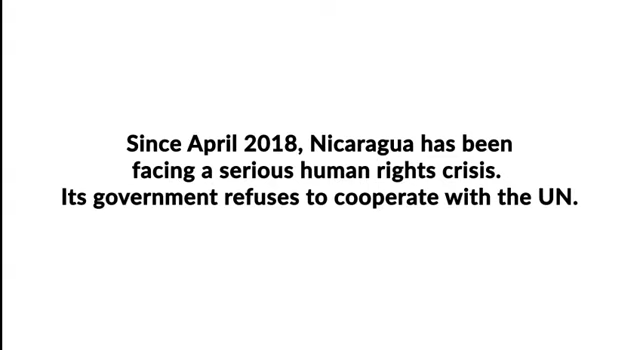 Since April 2018, Nicaragua has been
facing a serious human rights crisis.
Its government refuses to cooperate with the UN.